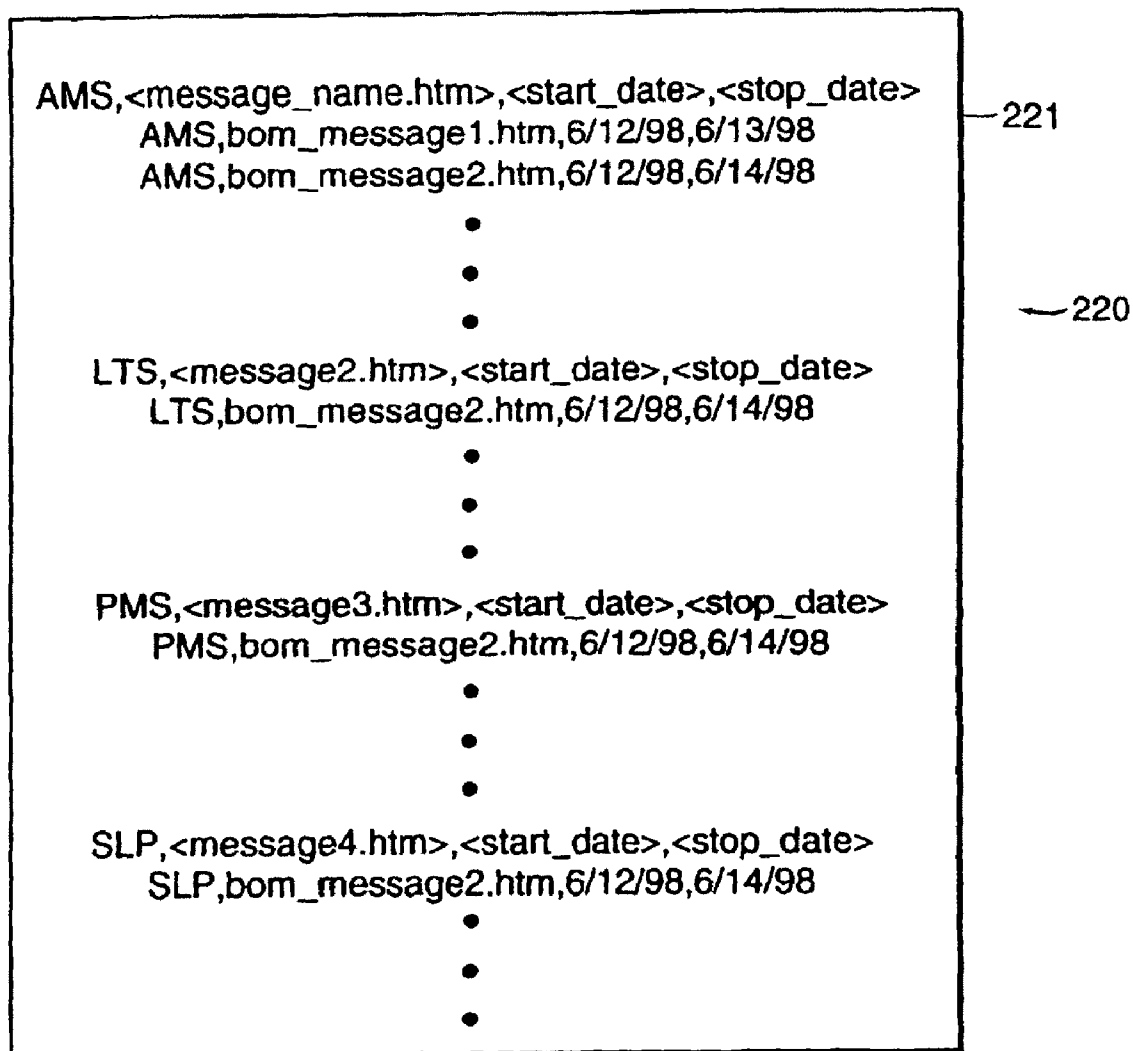 AMS,<message_name.htm>,<start_date>,<stop_date>
AMS,bom_message1.htm,6/12/98,6/13/98
221
AMS,bom_message2.htm,6/12/98,6/14/98
220
LTS,<message2.htm>,<start_date>,<stop_date>
LTS,bom_message2.htm,6/12/98,6/14/98
PMS,<message3.htm>,<start_date>,<stop_date>
PMS,bom_message2.htm,6/12/98,6/14/98
SLP,<message4.htm>,<start_date>,<stop_date>
SLP,bom_message2.htm,6/12/98,6/14/98